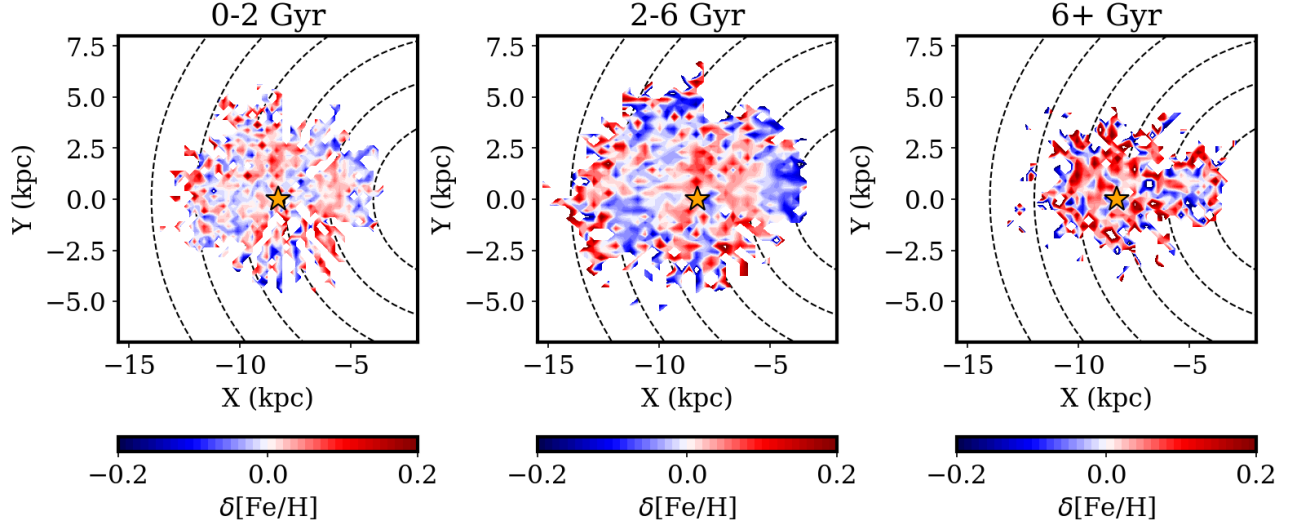 0-2 Gyr 2-6 Gyr 6+ Gyr
7.5 7.5 7.5
5.0 5.0 5.0
2.5 2.5 2.5
0.0 0.0 0.0
−2.5 −2.5 −2.5
−5.0 −5.0 −5.0
Y (kpc) Y (kpc) Y (kpc)
−15 −10 −5 −15 −10 −5 −15 −10 −5
X (kpc) X (kpc) X (kpc)
−0.2 0.0 0.2 −0.2 0.0 0.2 −0.2 0.0 0.2
δ[Fe/H] δ[Fe/H] δ[Fe/H]